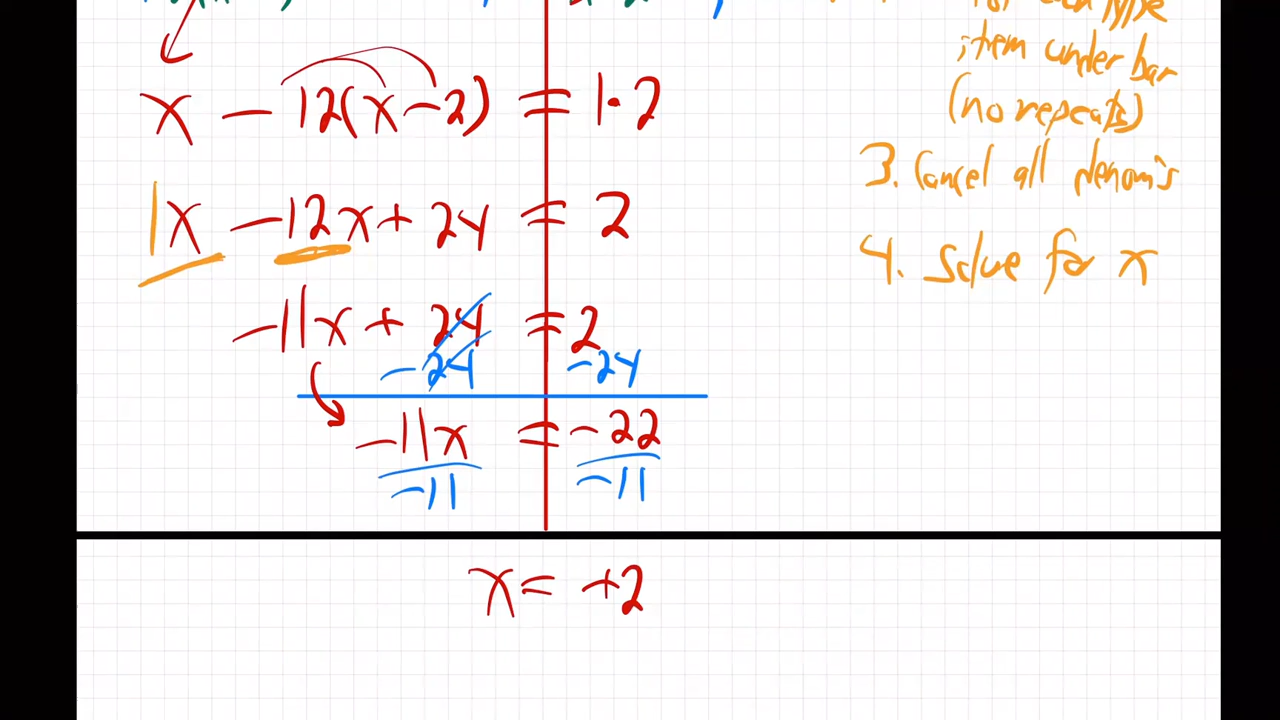 x - 12(x - 2) = 1·2
1x - 12x + 24 = 2
-11x + 24 = 2
-24 -24
-11x = -22
-11 -11
x = +2
item under bar
(no repeats)
3. Cancel all denom's
4. Solve for x